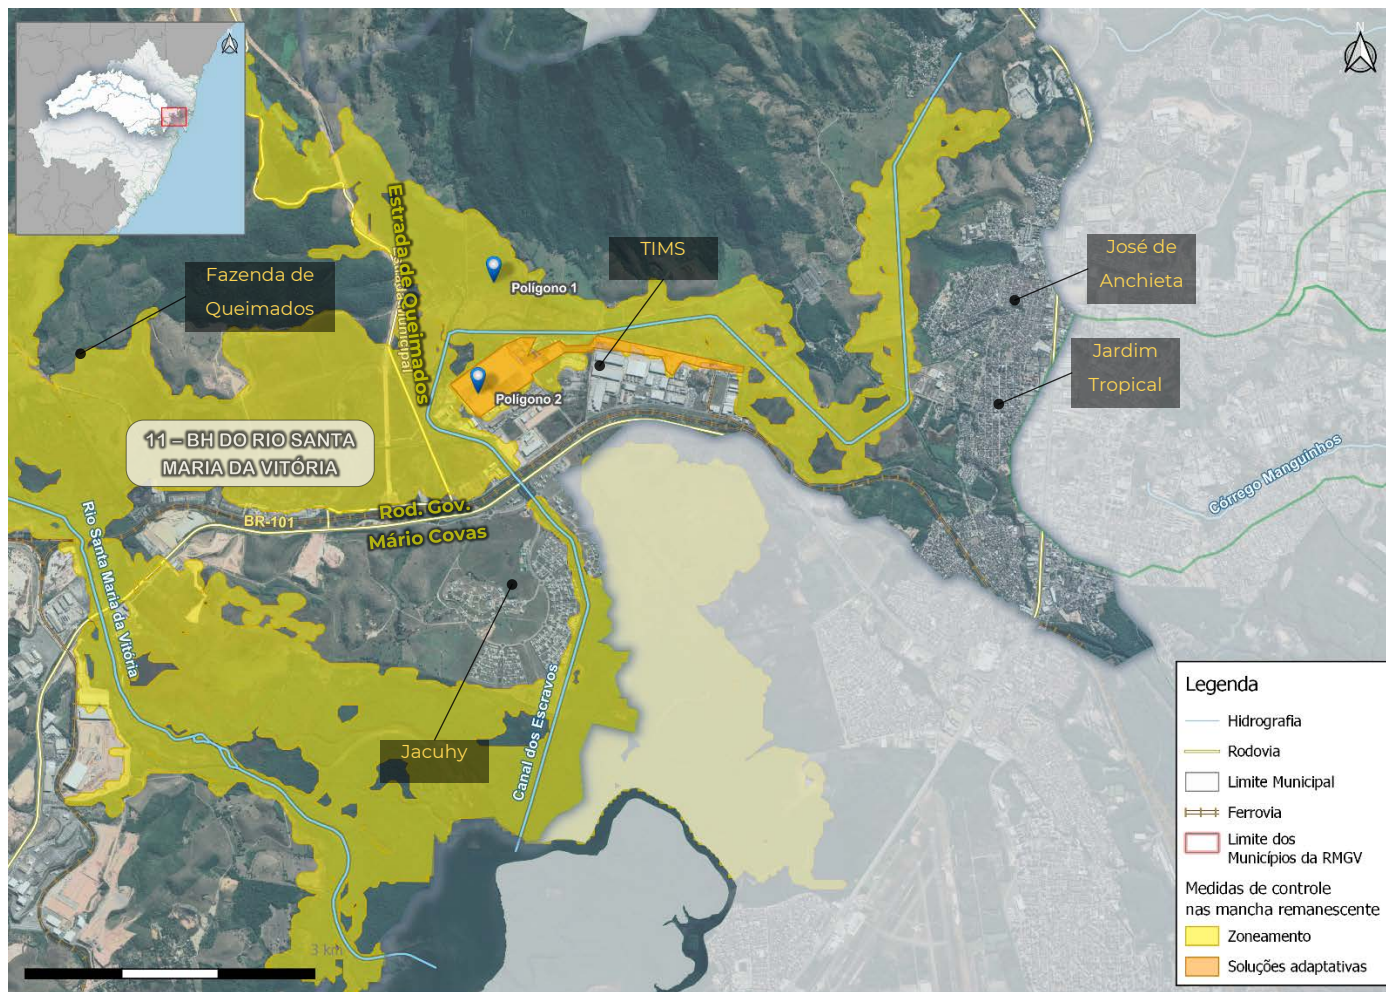 N
Fazenda de
Queimados
Estrada de Queimados
Polígono 1
TIMS
José de
Anchieta
Jardim
Tropical
Polígono 2
11 – BH DO RIO SANTA
MARIA DA VITÓRIA
BR-101
Rod. Gov.
Mário Covas
Córrego Manguinhos
Rio Santa Maria da Vitória
Canal dos Escravos
Jacuhy
3 km
Legenda
Hidrografia
Rodovia
Limite Municipal
Ferrovia
Limite dos
Municípios da RMGV
Medidas de controle
nas mancha remanescente
Zoneamento
Soluções adaptativas